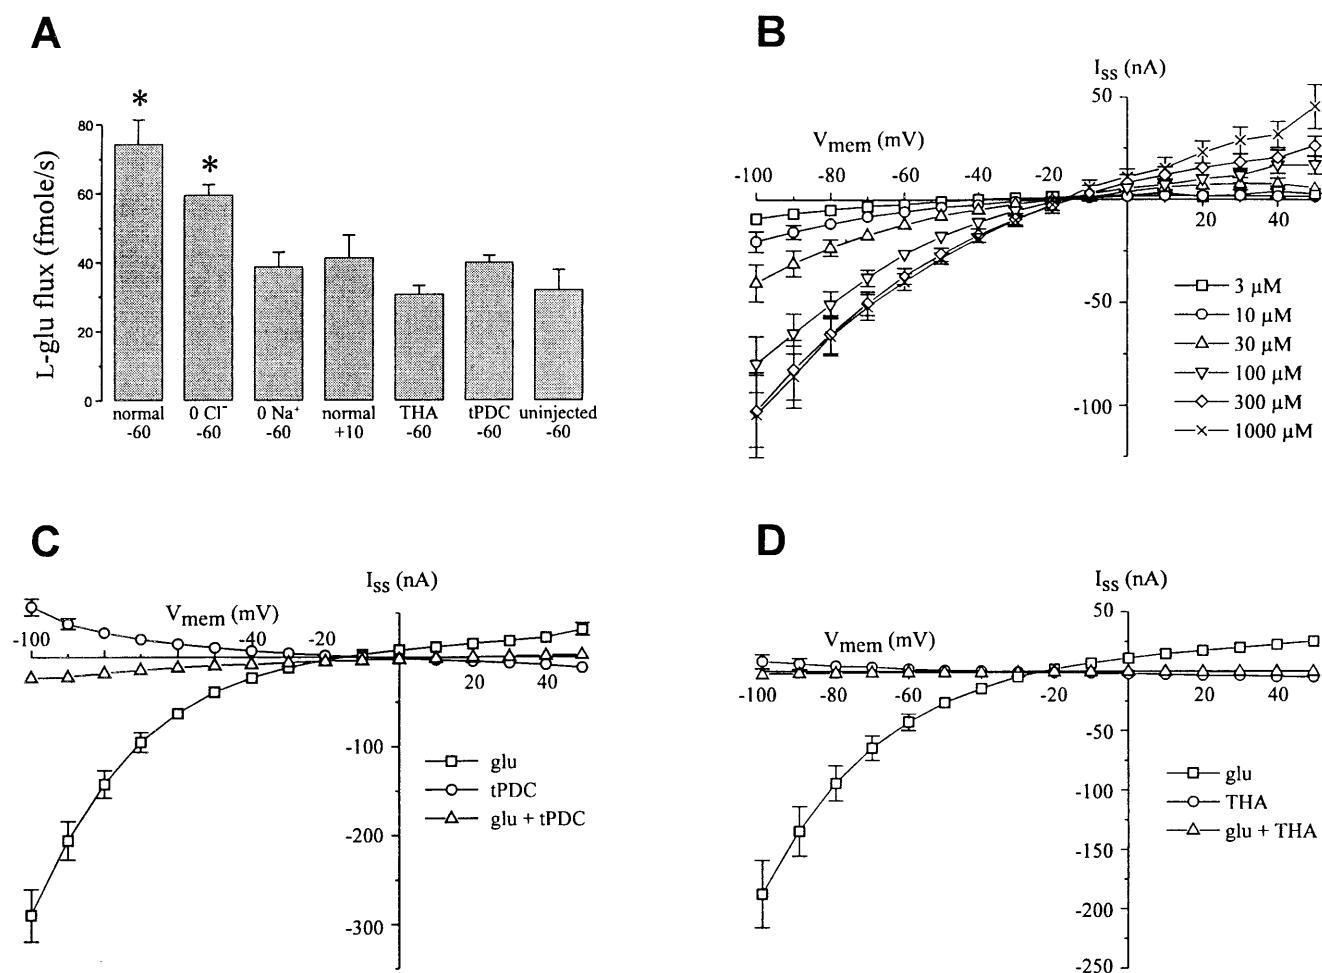 A
L-glu flux (fmole/s)
80
60
40
20
0
*
*
normal 0 Cl⁻ 0 Na⁺ normal THA tPDC uninjected
-60 -60 -60 +10 -60 -60 -60
B
I_SS (nA)
V_mem (mV)
50
-100 -80 -60 -40 -20
20 40
-50
-100
3 µM
10 µM
30 µM
100 µM
300 µM
1000 µM
C
I_SS (nA)
V_mem (mV)
-100 -40 -20
20 40
-100
-200
-300
glu
tPDC
glu + tPDC
D
I_SS (nA)
50
V_mem (mV)
-100 -80 -60 -40 -20 20 40
-50
-100
-150
-200
-250
glu
THA
glu + THA